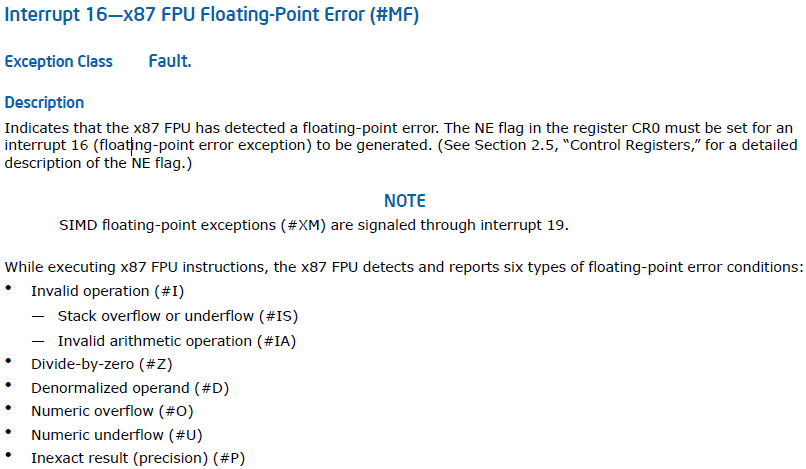 Interrupt 16—x87 FPU Floating-Point Error (#MF)
Exception Class Fault.
Description
Indicates that the x87 FPU has detected a floating-point error. The NE flag in the register CR0 must be set for an
interrupt 16 (floating-point error exception) to be generated. (See Section 2.5, “Control Registers,” for a detailed
description of the NE flag.)
NOTE
SIMD floating-point exceptions (#XM) are signaled through interrupt 19.
While executing x87 FPU instructions, the x87 FPU detects and reports six types of floating-point error conditions:
• Invalid operation (#I)
— Stack overflow or underflow (#IS)
— Invalid arithmetic operation (#IA)
• Divide-by-zero (#Z)
• Denormalized operand (#D)
• Numeric overflow (#O)
• Numeric underflow (#U)
• Inexact result (precision) (#P)